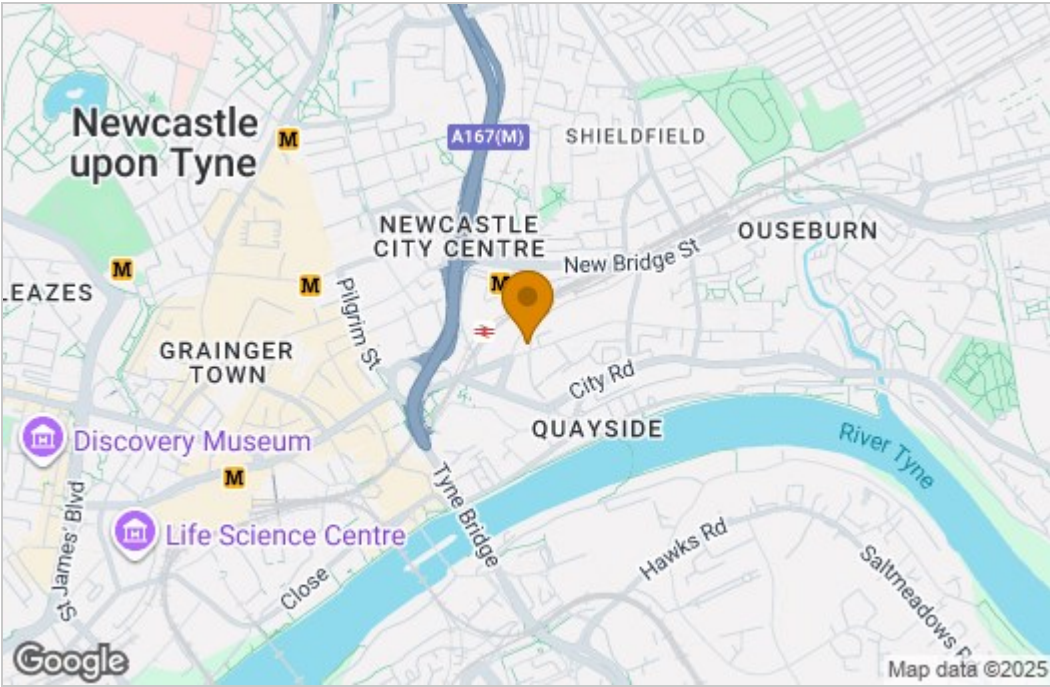 Newcastle
upon Tyne
M
A167(M)
SHIELDFIELD
NEWCASTLE
CITY CENTRE
OUSEBURN
New Bridge St
M
M
M
LEAZES
Pilgrim St
GRAINGER
TOWN
City Rd
QUAYSIDE
Discovery Museum
River Tyne
M
Tyne Bridge
St James' Blvd
Life Science Centre
Hawks Rd
Close
Saltmeadows Rd
Google
Map data ©2025